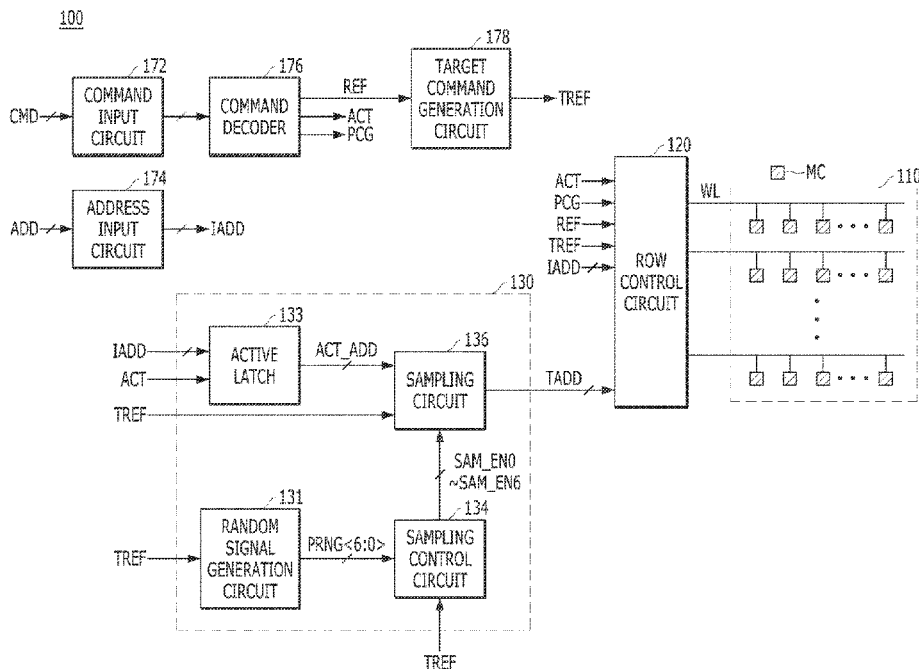 100
172
176
178
CMD
COMMAND
INPUT
CIRCUIT
COMMAND
DECODER
REF
ACT
PCG
TARGET
COMMAND
GENERATION
CIRCUIT
TREF
174
ADD
ADDRESS
INPUT
CIRCUIT
IADD
120
ACT
PCG
REF
TREF
IADD
ROW
CONTROL
CIRCUIT
WL
MC
110
130
133
IADD
ACT
ACTIVE
LATCH
ACT_ADD
136
SAMPLING
CIRCUIT
TADD
TREF
SAM_EN0
~SAM_EN6
131
TREF
RANDOM
SIGNAL
GENERATION
CIRCUIT
PRNG<6:0>
134
SAMPLING
CONTROL
CIRCUIT
TREF